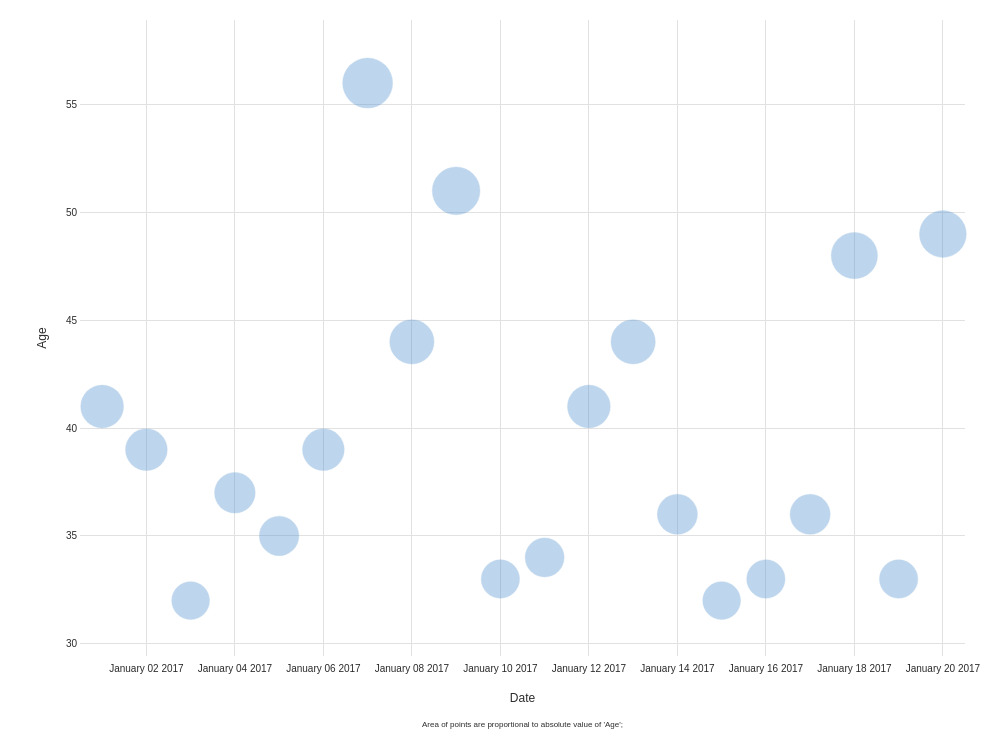 55
50
45
40
35
30
Age
January 02 2017 January 04 2017 January 06 2017 January 08 2017 January 10 2017 January 12 2017 January 14 2017 January 16 2017 January 18 2017 January 20 2017
Date
Area of points are proportional to absolute value of 'Age';